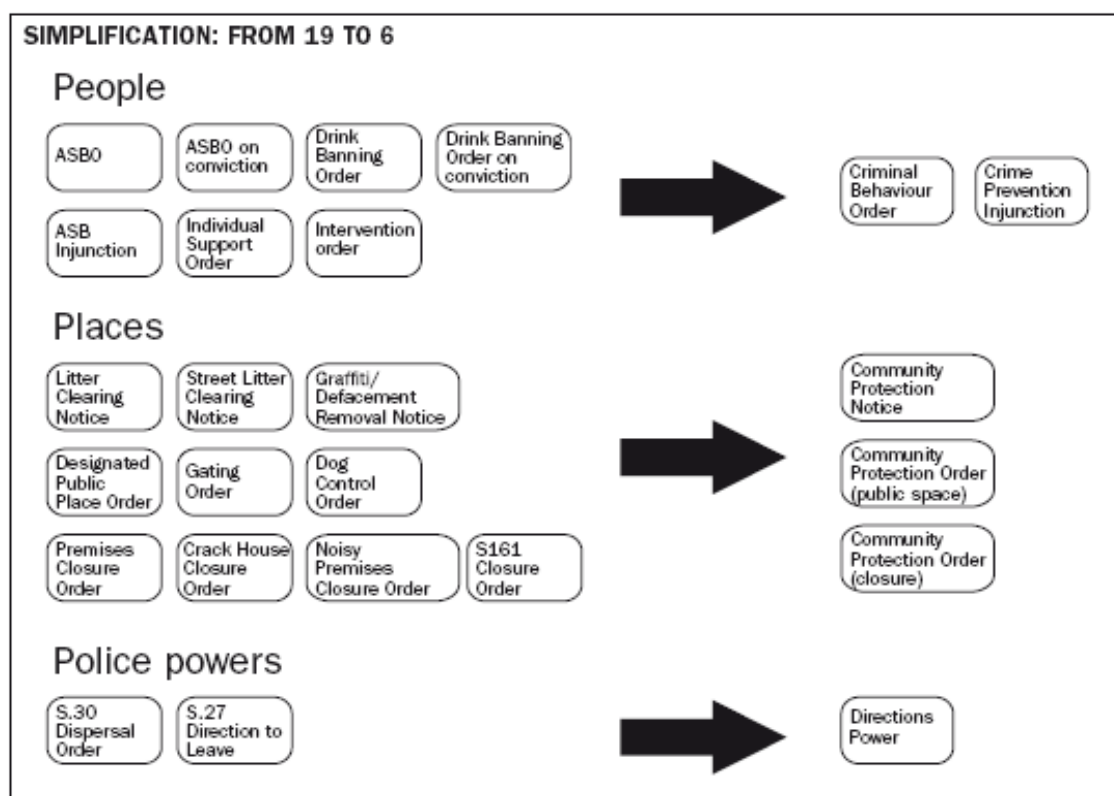 SIMPLIFICATION: FROM 19 TO 6
People
ASBO
ASBO on
conviction
Drink
Banning
Order
Drink Banning
Order on
conviction
ASB
Injunction
Individual
Support
Order
Intervention
order
Criminal
Behaviour
Order
Crime
Prevention
Injunction
Places
Litter
Clearing
Notice
Street Litter
Clearing
Notice
Graffiti/
Defacement
Removal Notice
Designated
Public
Place Order
Gating
Order
Dog
Control
Order
Premises
Closure
Order
Crack House
Closure
Order
Noisy
Premises
Closure Order
S161
Closure
Order
Community
Protection
Notice
Community
Protection Order
(public space)
Community
Protection Order
(closure)
Police powers
S.30
Dispersal
Order
S.27
Direction to
Leave
Directions
Power